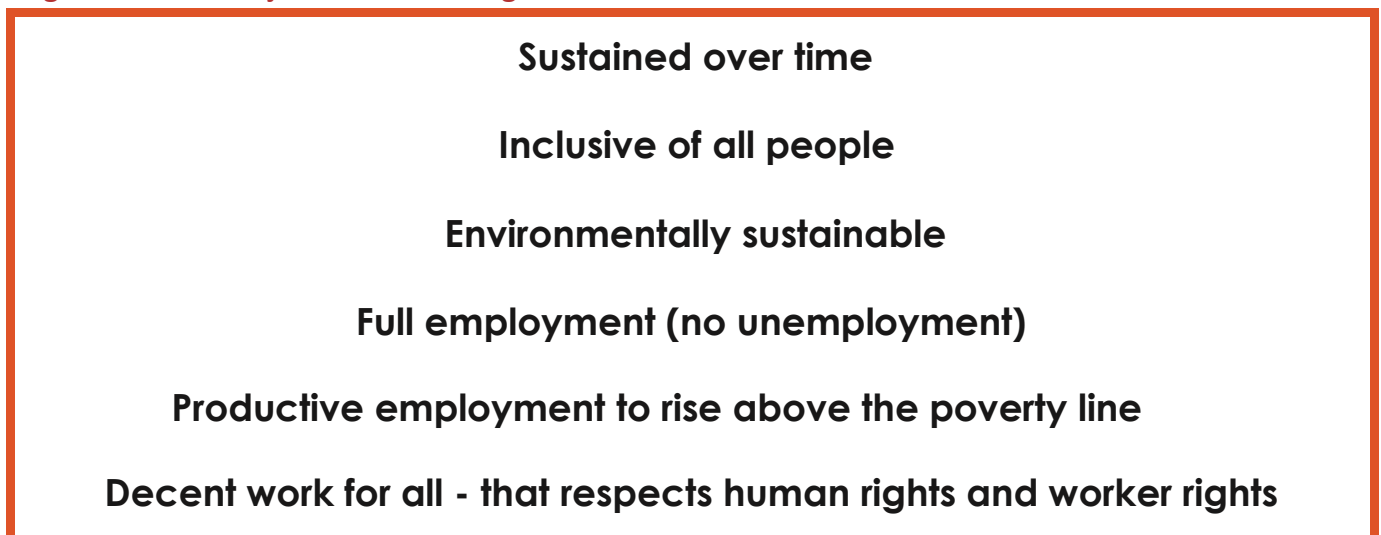 Sustained over time
Inclusive of all people
Environmentally sustainable
Full employment (no unemployment)
Productive employment to rise above the poverty line
Decent work for all - that respects human rights and worker rights